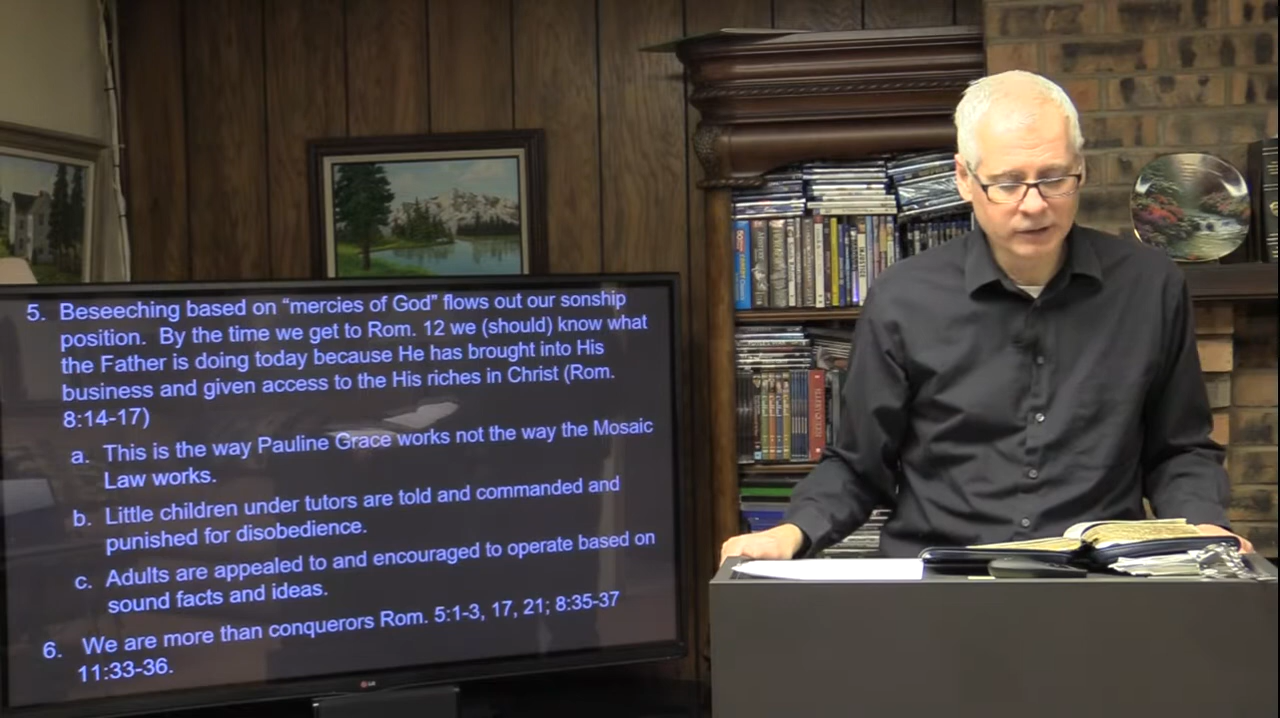 5. Beseeching based on “mercies of God” flows out our sonship
position. By the time we get to Rom. 12 we (should) know what
the Father is doing today because He has brought into His
business and given access to the His riches in Christ (Rom.
8:14-17)
a. This is the way Pauline Grace works not the way the Mosaic
Law works.
b. Little children under tutors are told and commanded and
punished for disobedience.
c. Adults are appealed to and encouraged to operate based on
sound facts and ideas.
6. We are more than conquerors Rom. 5:1-3, 17, 21; 8:35-37
11:33-36.
LG